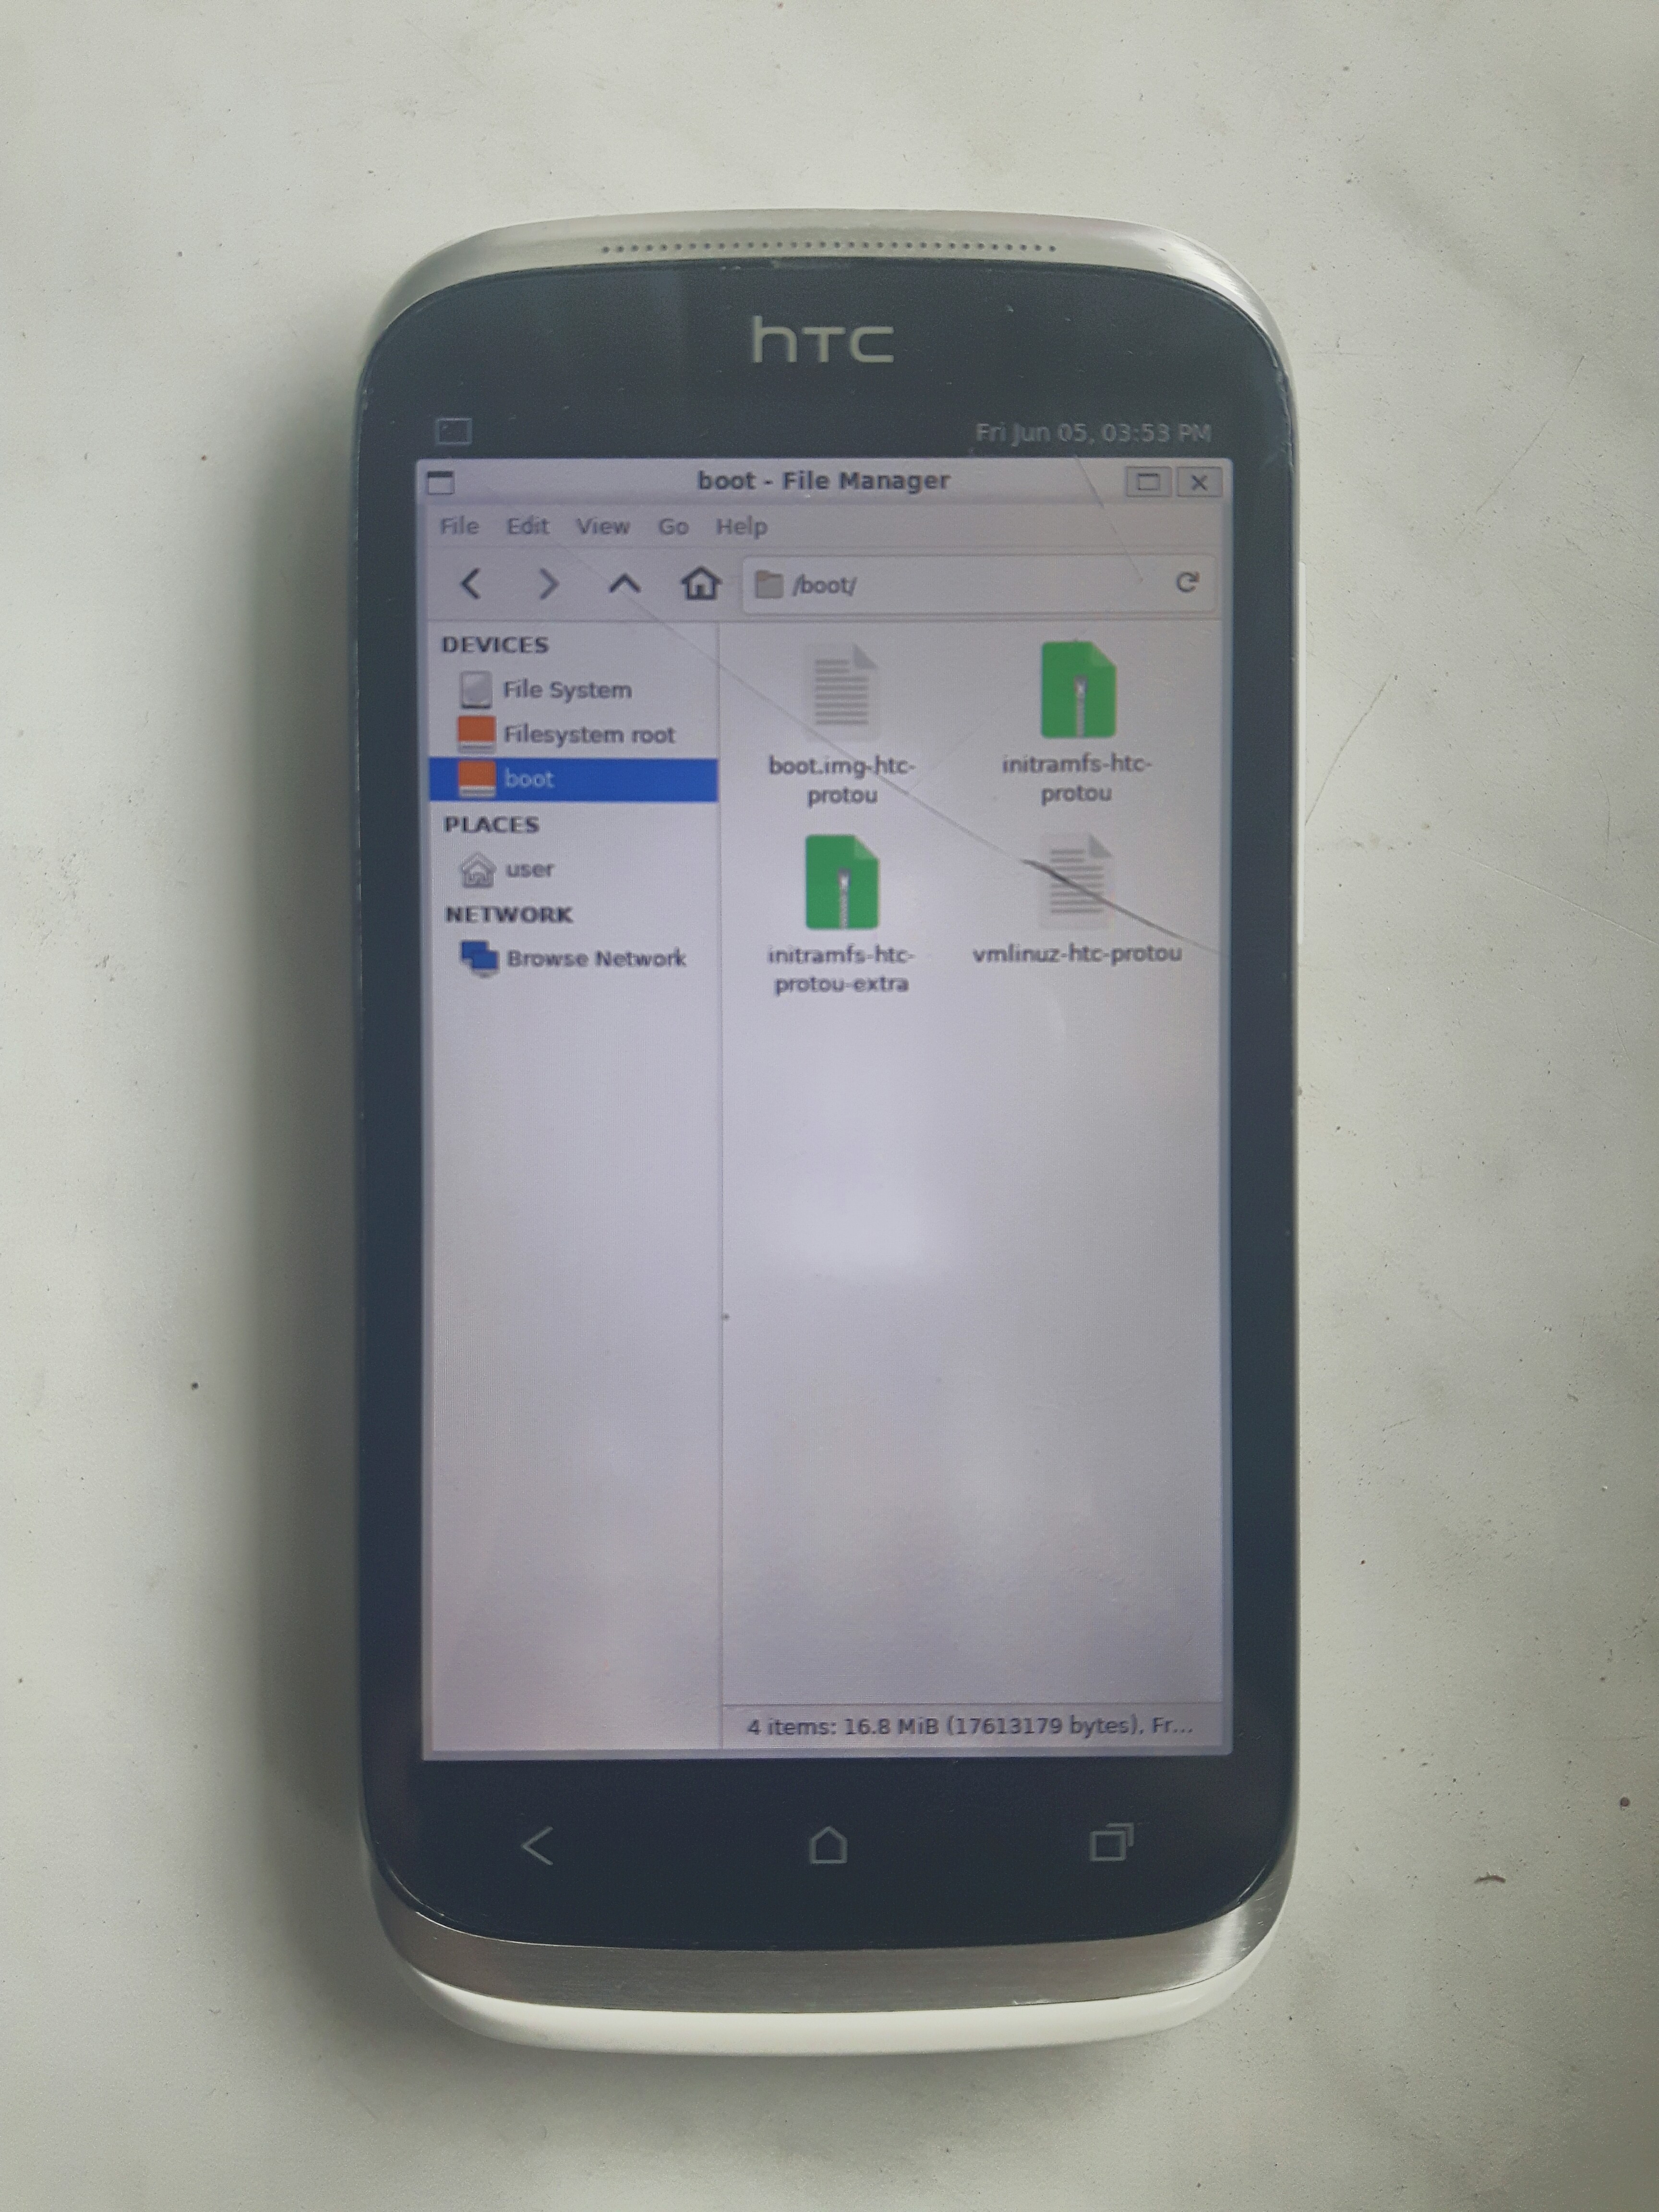 hTC
Fri Jun 05, 03:53 PM
boot - File Manager
File Edit View Go Help
/boot/
DEVICES
File System
Filesystem root
boot
PLACES
user
NETWORK
Browse Network
boot.img-htc-
protou
initramfs-htc-
protou
initramfs-htc-
protou-extra
vmlinuz-htc-protou
4 items: 16.8 MiB (17613179 bytes), Fr...